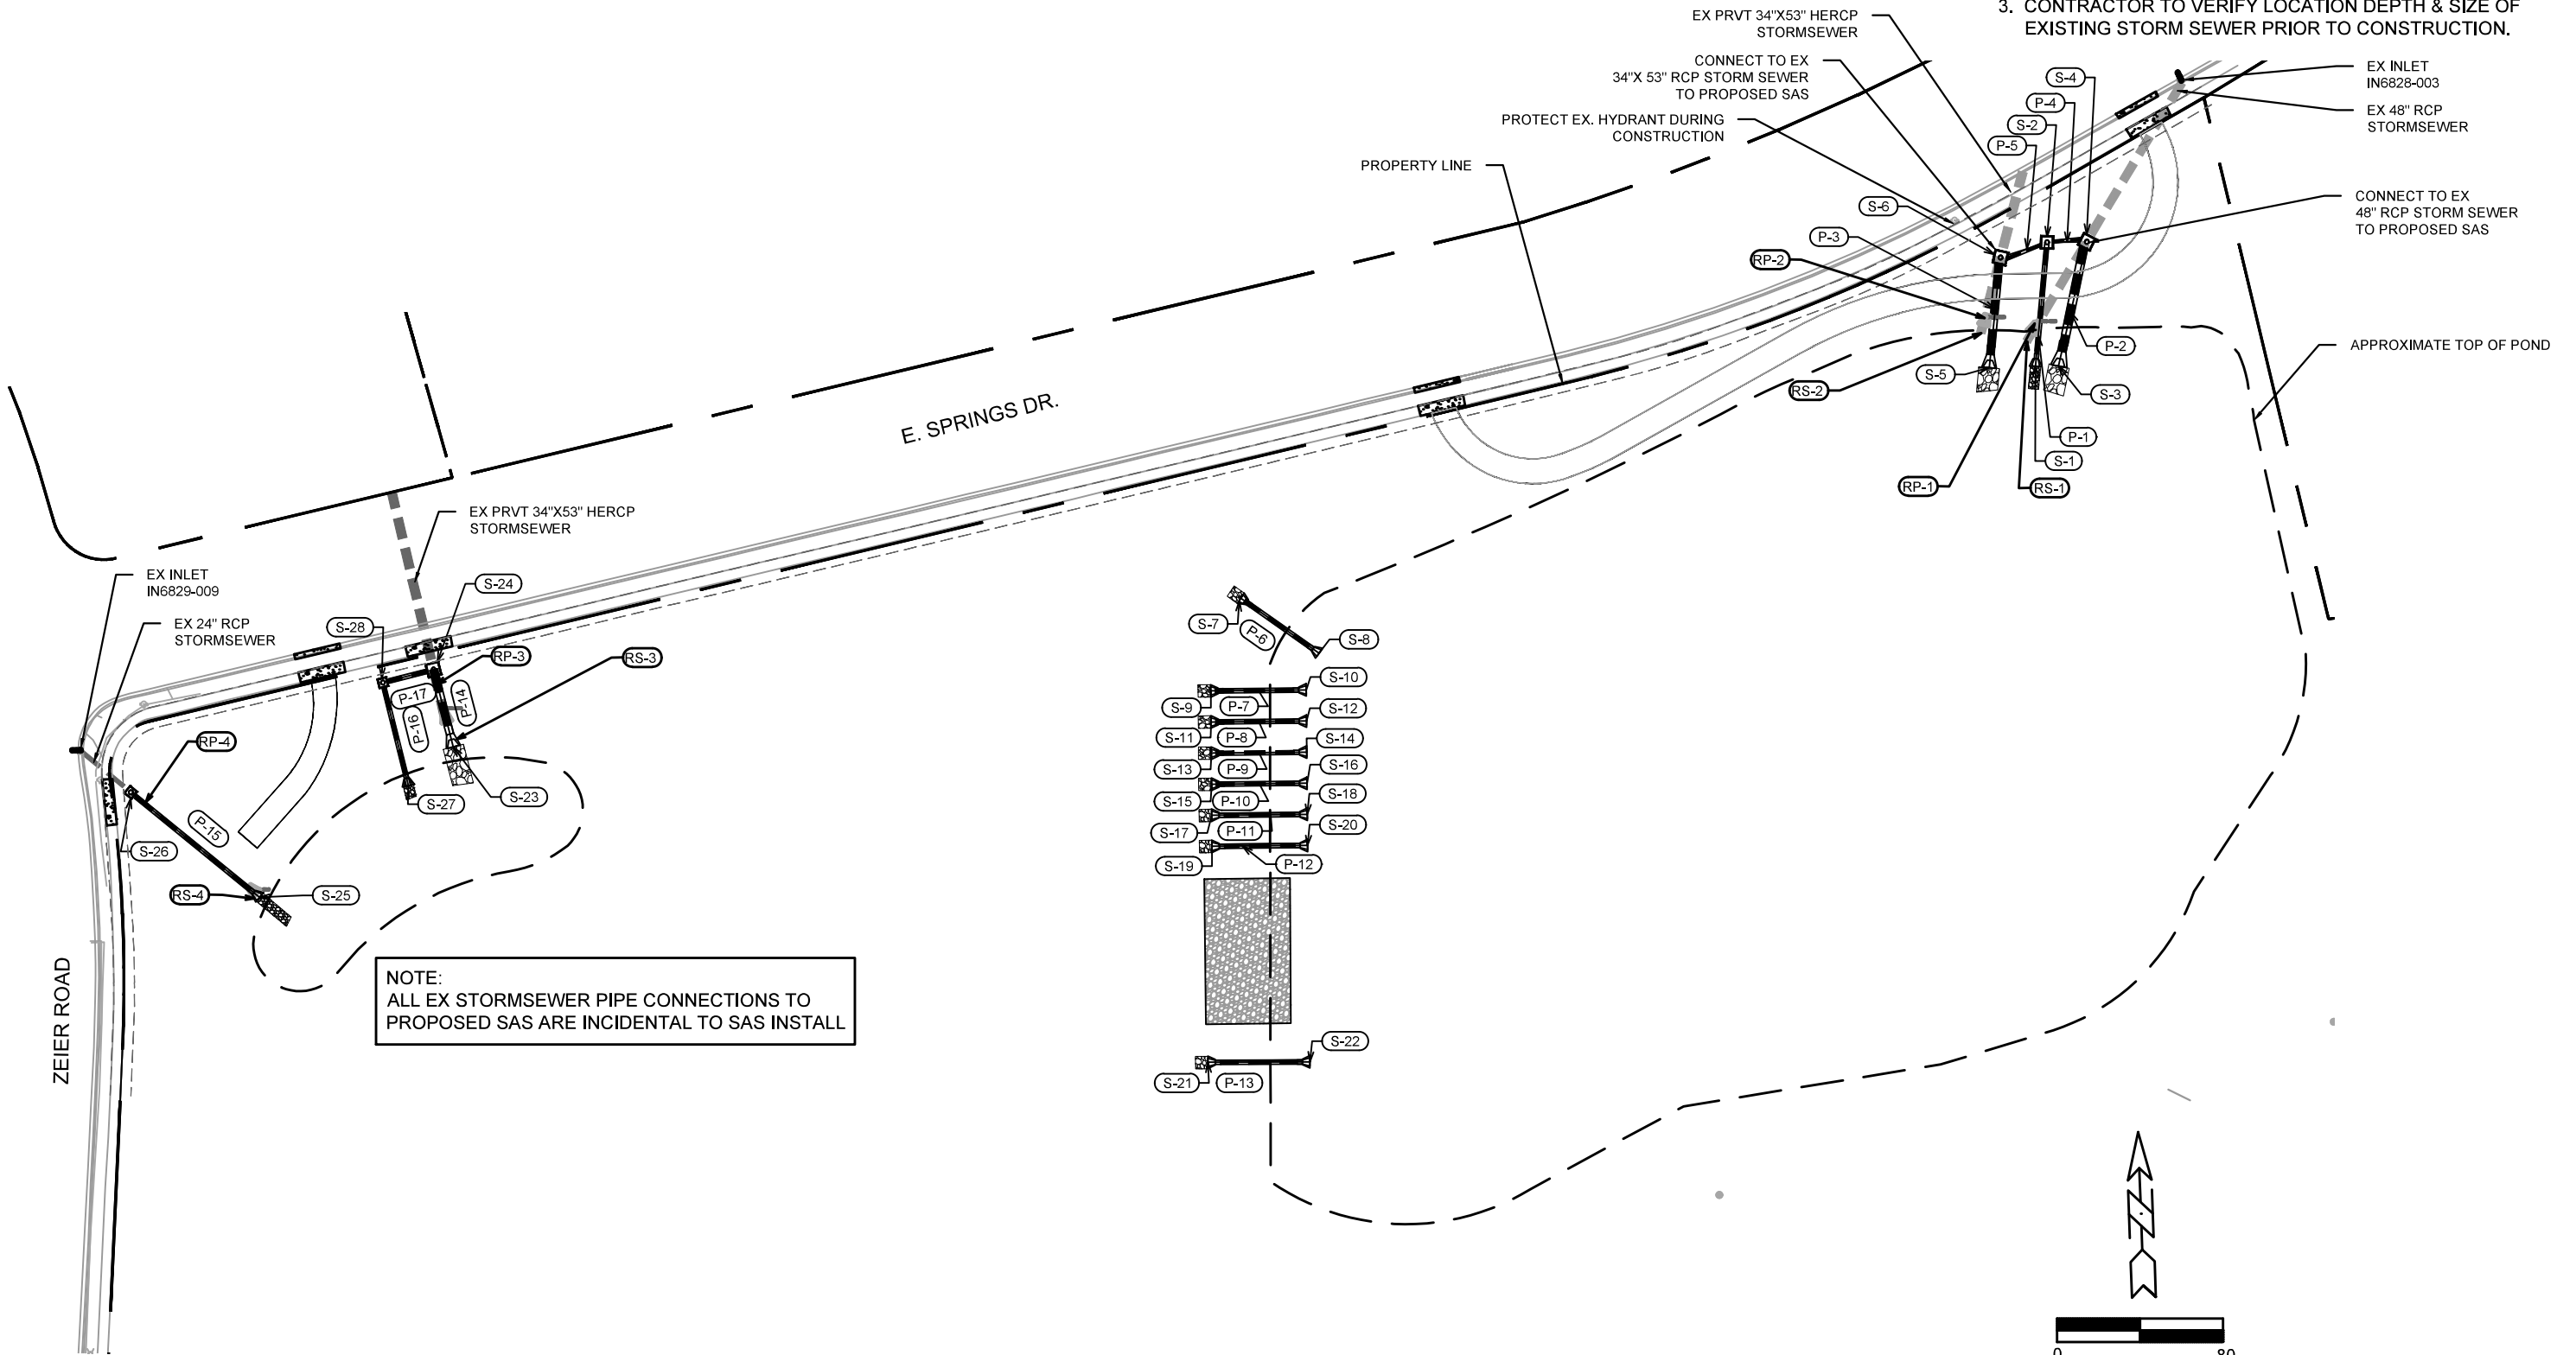 3. CONTRACTOR TO VERIFY LOCATION DEPTH & SIZE OF
EXISTING STORM SEWER PRIOR TO CONSTRUCTION.
EX PRVT 34"X53" HERCP
STORMSEWER
CONNECT TO EX
34"X 53" RCP STORM SEWER
TO PROPOSED SAS
PROTECT EX. HYDRANT DURING
CONSTRUCTION
PROPERTY LINE
S-4
P-4
S-2
P-5
EX INLET
IN6828-003
EX 48" RCP
STORMSEWER
CONNECT TO EX
48" RCP STORM SEWER
TO PROPOSED SAS
S-6
P-3
RP-2
P-2
APPROXIMATE TOP OF POND
S-5
RS-2
S-3
P-1
S-1
RP-1
RS-1
E. SPRINGS DR.
EX PRVT 34"X53" HERCP
STORMSEWER
EX INLET
IN6829-009
S-24
EX 24" RCP
STORMSEWER
S-28
RP-3
RS-3
P-17
P-14
P-16
RP-4
S-27
S-23
P-15
S-26
RS-4
S-25
S-7
P-6
S-8
S-10
S-9
P-7
S-12
S-11
P-8
S-14
S-13
P-9
S-16
S-15
P-10
S-18
S-17
P-11
S-20
S-19
P-12
S-22
S-21
P-13
NOTE:
ALL EX STORMSEWER PIPE CONNECTIONS TO
PROPOSED SAS ARE INCIDENTAL TO SAS INSTALL
ZEIER ROAD
N
0 80